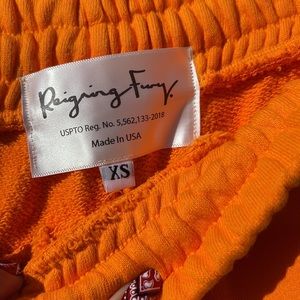 Reigning Fury.
USPTO Reg. No. 5,562,133-2018
Made In USA
XS